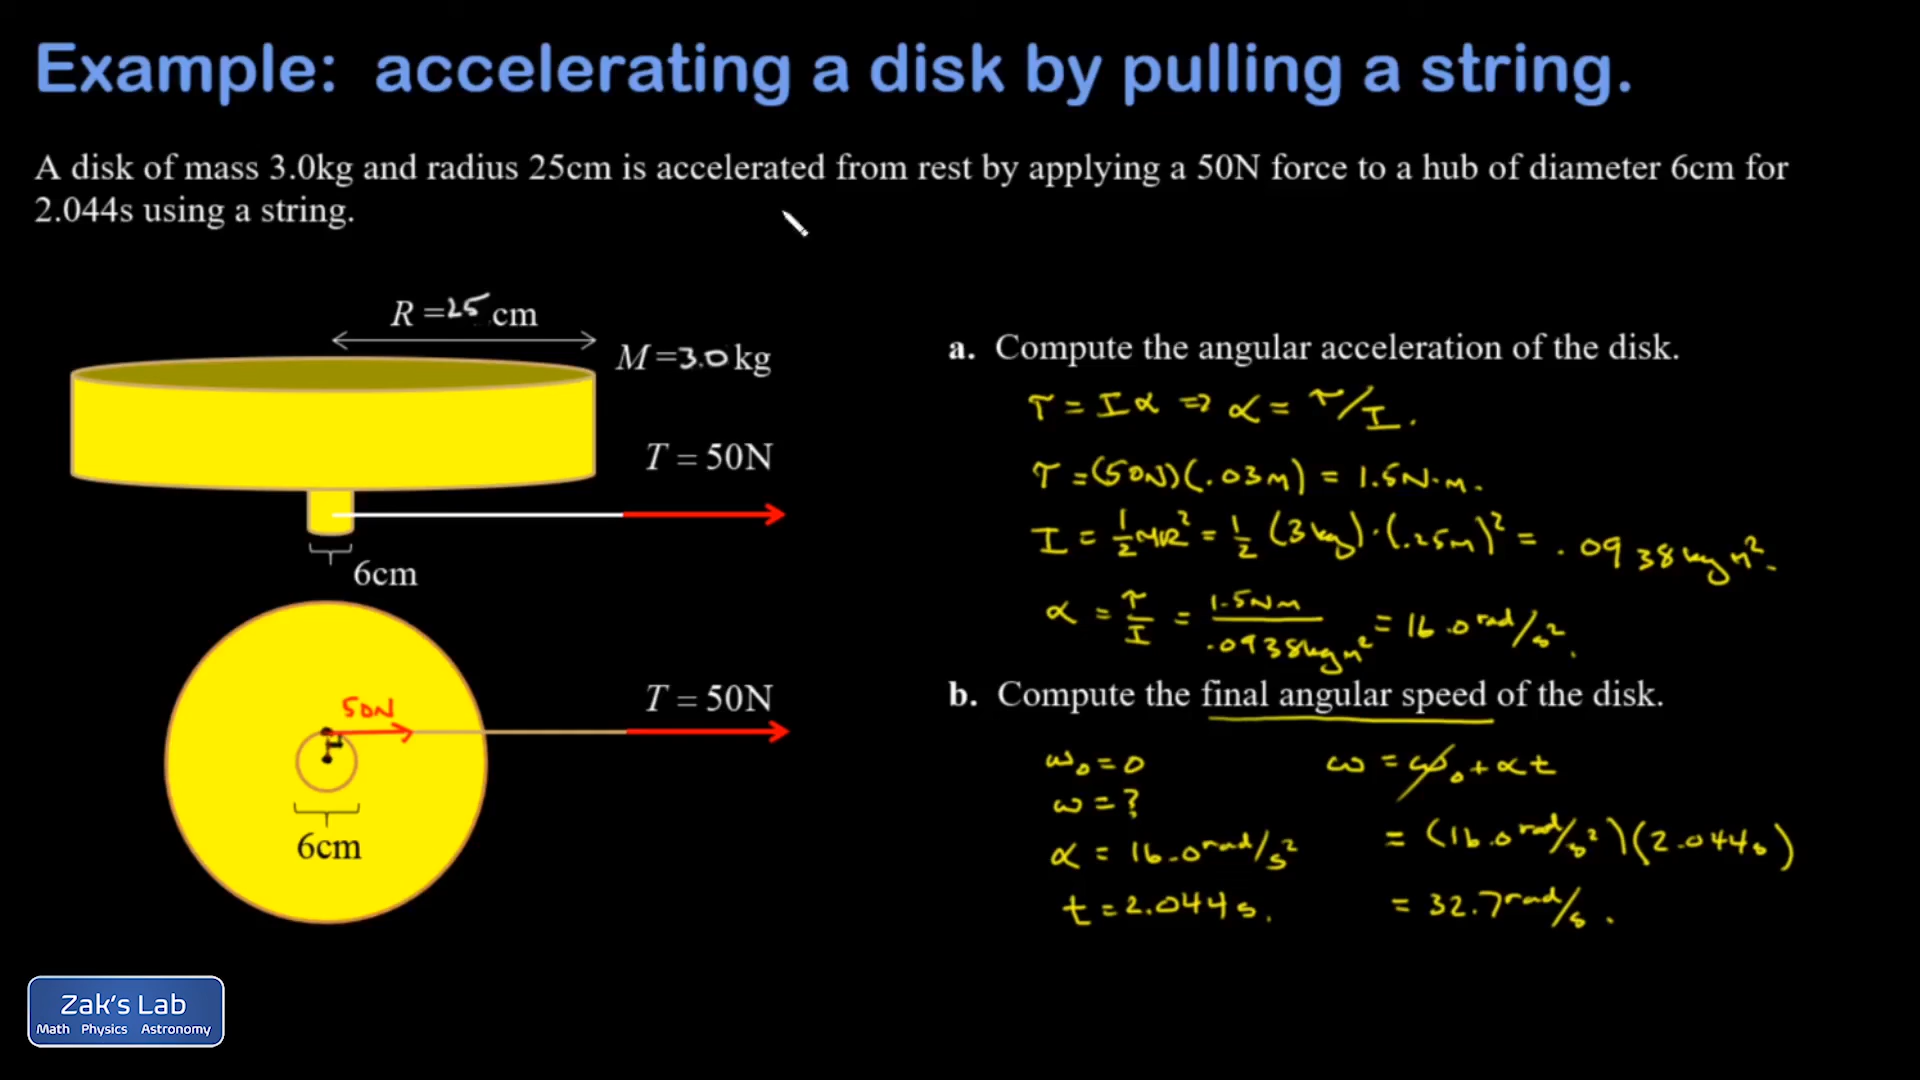 Example: accelerating a disk by pulling a string.
A disk of mass 3.0kg and radius 25cm is accelerated from rest by applying a 50N force to a hub of diameter 6cm for
2.044s using a string.
R =25 cm
M =3.0 kg
T = 50N
6cm
50N
T = 50N
6cm
a. Compute the angular acceleration of the disk.
τ = Iα ⇒ α = τ/I.
τ = (50N)(.03m) = 1.5N·m.
I = 1/2 MR² = 1/2 (3kg)·(.25m)² = .0938kgm².
α = τ/I = 1.5Nm/.0938kgm² = 16.0 rad/s².
b. Compute the final angular speed of the disk.
ω₀ = 0
ω = ?
α = 16.0 rad/s²
t = 2.044s.
ω = ω₀ + αt
= (16.0 rad/s²)(2.044s)
= 32.7 rad/s.
Zak's Lab
Math Physics Astronomy